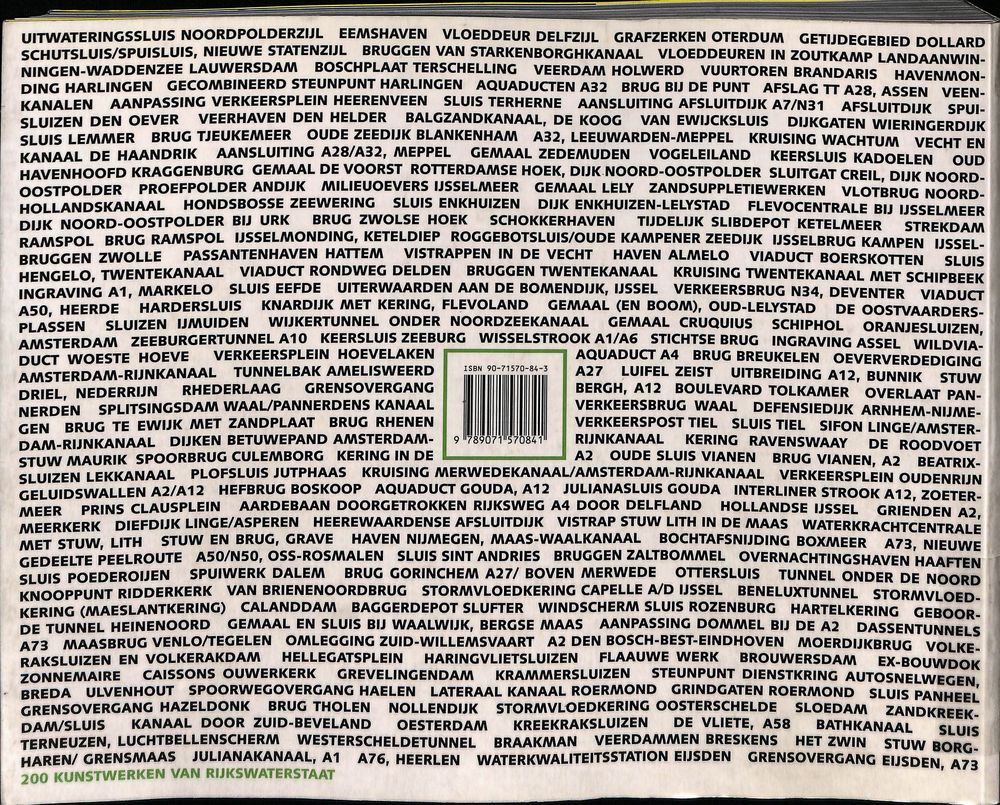 UITWATERINGSSLUIS NOORDPOLDERZIJL EEMSHAVEN VLOEDDEUR DELFZIJL GRAFZERKEN OTERDUM GETIJDEGEBIED DOLLARD
SCHUTSLUIS/SPUISLUIS, NIEUWE STATENZIJL BRUGGEN VAN STARKENBORGHKANAAL VLOEDDEUREN IN ZOUTKAMP LANDAANWIN-
NINGEN-WADDENZEE LAUWERSDAM BOSCHPLAAT TERSCHELLING VEERDAM HOLWERD VUURTOREN BRANDARIS HAVENMON-
DING HARLINGEN GECOMBINEERD STEUNPUNT HARLINGEN AQUADUCTEN A32 BRUG BIJ DE PUNT AFSLAG TT A28, ASSEN VEEN-
KANALEN AANPASSING VERKEERSPLEIN HEERENVEEN SLUIS TERHERNE AANSLUITING AFSLUITDIJK A7/N31 AFSLUITDIJK SPUI-
SLUIZEN DEN OEVER VEERHAVEN DEN HELDER BALGZANDKANAAL, DE KOOG VAN EWIJCKSLUIS DIJKGATEN WIERINGERDIJK
SLUIS LEMMER BRUG TJEUKEMEER OUDE ZEEDIJK BLANKENHAM A32, LEEUWARDEN-MEPPEL KRUISING WACHTUM VECHT EN
KANAAL DE HAANDRIK AANSLUITING A28/A32, MEPPEL GEMAAL ZEDEMUDEN VOGELEILAND KEERSLUIS KADOELEN OUD
HAVENHOOFD KRAGGENBURG GEMAAL DE VOORST ROTTERDAMSE HOEK, DIJK NOORD-OOSTPOLDER SLUITGAT CREIL, DIJK NOORD-
OOSTPOLDER PROEFPOLDER ANDIJK MILIEUOEVERS IJSSELMEER GEMAAL LELY ZANDSUPPLETIEWERKEN VLOTBRUG NOORD-
HOLLANDSKANAAL HONDSBOSSE ZEEWERING SLUIS ENKHUIZEN DIJK ENKHUIZEN-LELYSTAD FLEVOCENTRALE BIJ IJSSELMEER
DIJK NOORD-OOSTPOLDER BIJ URK BRUG ZWOLSE HOEK SCHOKKERHAVEN TIJDELIJK SLIBDEPOT KETELMEER STREKDAM
RAMSPOL BRUG RAMSPOL IJSSELMONDING, KETELDIEP ROGGEBOTSLUIS/OUDE KAMPENER ZEEDIJK IJSSELBRUG KAMPEN IJSSEL-
BRUGGEN ZWOLLE PASSANTENHAVEN HATTEM VISTRAPPEN IN DE VECHT HAVEN ALMELO VIADUCT BOERSKOTTEN SLUIS
HENGELO, TWENTEKANAAL VIADUCT RONDWEG DELDEN BRUGGEN TWENTEKANAAL KRUISING TWENTEKANAAL MET SCHIPBEEK
INGRAVING A1, MARKELO SLUIS EEFDE UITERWAARDEN AAN DE BOMENDIJK, IJSSEL VERKEERSBRUG N34, DEVENTER VIADUCT
A50, HEERDE HARDERSLUIS KNARDIJK MET KERING, FLEVOLAND GEMAAL (EN BOOM), OUD-LELYSTAD DE OOSTVAARDERS-
PLASSEN SLUIZEN IJMUIDEN WIJKERTUNNEL ONDER NOORDZEEKANAAL GEMAAL CRUQUIUS SCHIPHOL ORANJESLUIZEN,
AMSTERDAM ZEEBURGERTUNNEL A10 KEERSLUIS ZEEBURG WISSELSTROOK A1/A6 STICHTSE BRUG INGRAVING ASSEL WILDVIA-
DUCT WOESTE HOEVE VERKEERSPLEIN HOEVELAKEN AQUADUCT A4 BRUG BREUKELEN OEVERVERDEDIGING
AMSTERDAM-RIJNKANAAL TUNNELBAK AMELISWEERD A27 LUIFEL ZEIST UITBREIDING A12, BUNNIK STUW
DRIEL, NEDERRIJN RHEDERLAAG GRENSOVERGANG BERGH, A12 BOULEVARD TOLKAMER OVERLAAT PAN-
NERDEN SPLITSINGSDAM WAAL/PANNERDENS KANAAL VERKEERSBRUG WAAL DEFENSIEDIJK ARNHEM-NIJME-
GEN BRUG TE EWIJK MET ZANDPLAAT BRUG RHENEN VERKEERSPOST TIEL SLUIS TIEL SIFON LINGE/AMSTER-
DAM-RIJNKANAAL DIJKEN BETUWEPAND AMSTERDAM- RIJNKANAAL KERING RAVENSWAAY DE ROODVOET
STUW MAURIK SPOORBRUG CULEMBORG KERING IN DE A2 OUDE SLUIS VIANEN BRUG VIANEN, A2 BEATRIX-
ISBN 90-71570-84-3
9 789071 570841
SLUIZEN LEKKANAAL PLOFSLUIS JUTPHAAS KRUISING MERWEDEKANAAL/AMSTERDAM-RIJNKANAAL VERKEERSPLEIN OUDENRIJN
GELUIDSWALLEN A2/A12 HEFBRUG BOSKOOP AQUADUCT GOUDA, A12 JULIANASLUIS GOUDA INTERLINER STROOK A12, ZOETER-
MEER PRINS CLAUSPLEIN AARDEBAAN DOORGETROKKEN RIJKSWEG A4 DOOR DELFLAND HOLLANDSE IJSSEL GRIENDEN A2,
MEERKERK DIEFDIJK LINGE/ASPEREN HEEREWAARDENSE AFSLUITDIJK VISTRAP STUW LITH IN DE MAAS WATERKRACHTCENTRALE
MET STUW, LITH STUW EN BRUG, GRAVE HAVEN NIJMEGEN, MAAS-WAALKANAAL BOCHTAFSNIJDING BOXMEER A73, NIEUWE
GEDEELTE PEELROUTE A50/N50, OSS-ROSMALEN SLUIS SINT ANDRIES BRUGGEN ZALTBOMMEL OVERNACHTINGSHAVEN HAAFTEN
SLUIS POEDEROIJEN SPUIWERK DALEM BRUG GORINCHEM A27/ BOVEN MERWEDE OTTERSLUIS TUNNEL ONDER DE NOORD
KNOOPPUNT RIDDERKERK VAN BRIENENOORDBRUG STORMVLOEDKERING CAPELLE A/D IJSSEL BENELUXTUNNEL STORMVLOED-
KERING (MAESLANTKERING) CALANDDAM BAGGERDEPOT SLUFTER WINDSCHERM SLUIS ROZENBURG HARTELKERING GEBOOR-
DE TUNNEL HEINENOORD GEMAAL EN SLUIS BIJ WAALWIJK, BERGSE MAAS AANPASSING DOMMEL BIJ DE A2 DASSENTUNNELS
A73 MAASBRUG VENLO/TEGELEN OMLEGGING ZUID-WILLEMSVAART A2 DEN BOSCH-BEST-EINDHOVEN MOERDIJKBRUG VOLKE-
RAKSLUIZEN EN VOLKERAKDAM HELLEGATSPLEIN HARINGVLIETSLUIZEN FLAAUWE WERK BROUWERSDAM EX-BOUWDOK
ZONNEMAIRE CAISSONS OUWERKERK GREVELINGENDAM KRAMMERSLUIZEN STEUNPUNT DIENSTKRING AUTOSNELWEGEN,
BREDA ULVENHOUT SPOORWEGOVERGANG HAELEN LATERAAL KANAAL ROERMOND GRINDGATEN ROERMOND SLUIS PANHEEL
GRENSOVERGANG HAZELDONK BRUG THOLEN NOLLENDIJK STORMVLOEDKERING OOSTERSCHELDE SLOEDAM ZANDKREEK-
DAM/SLUIS KANAAL DOOR ZUID-BEVELAND OESTERDAM KREEKRAKSLUIZEN DE VLIETE, A58 BATHKANAAL SLUIS
TERNEUZEN, LUCHTBELLENSCHERM WESTERSCHELDETUNNEL BRAAKMAN VEERDAMMEN BRESKENS HET ZWIN STUW BORG-
HAREN/ GRENSMAAS JULIANAKANAAL, A1 A76, HEERLEN WATERKWALITEITSSTATION EIJSDEN GRENSOVERGANG EIJSDEN, A73
200 KUNSTWERKEN VAN RIJKSWATERSTAAT